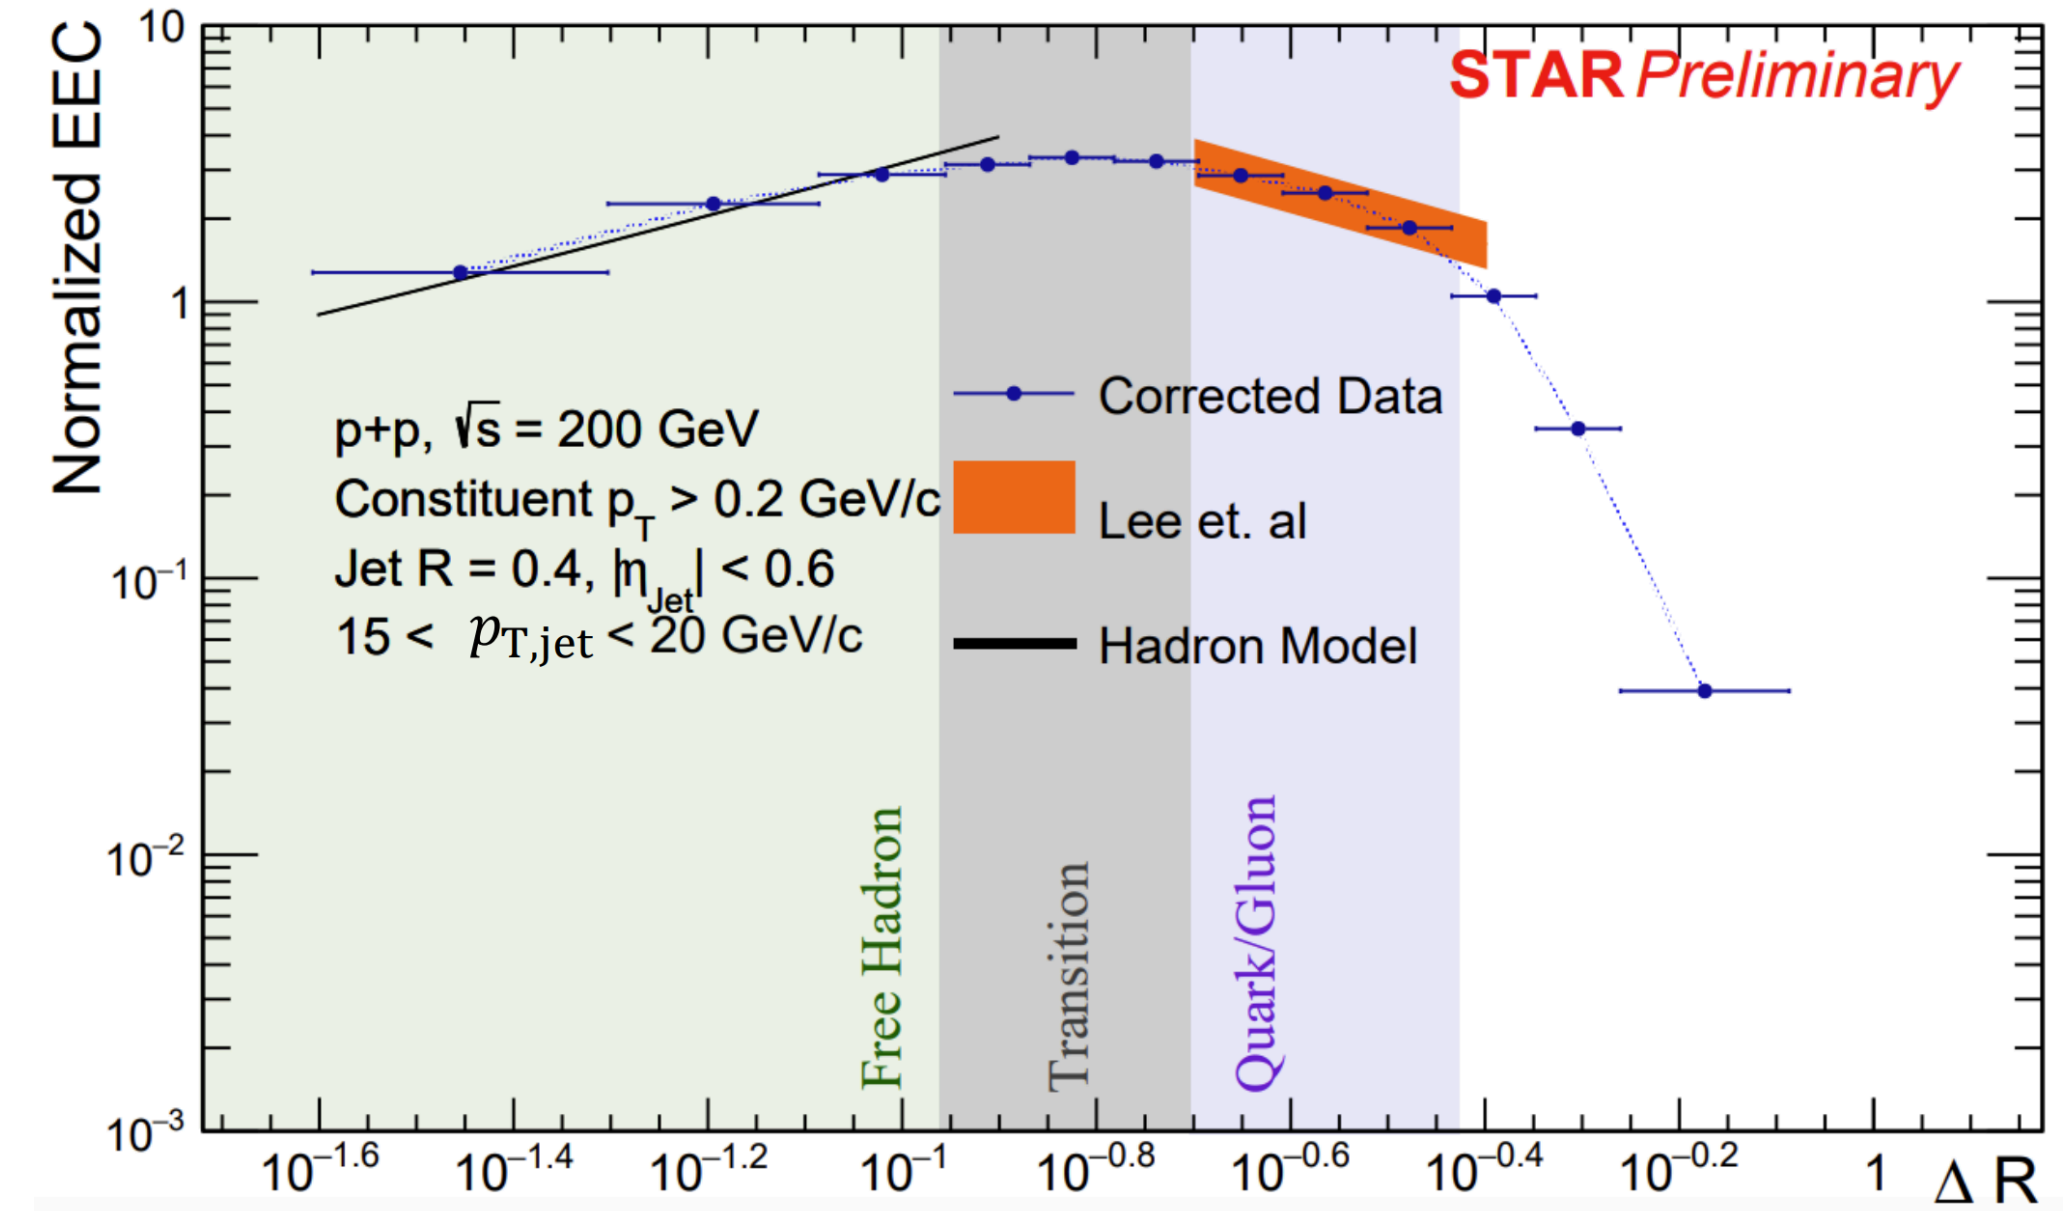 Normalized EEC
10
1
10⁻¹
10⁻²
10⁻³
STAR Preliminary
p+p, √s = 200 GeV
Constituent p_T > 0.2 GeV/c
Jet R = 0.4, |η_Jet| < 0.6
15 < p_T,jet < 20 GeV/c
Corrected Data
Lee et. al
Hadron Model
Free Hadron
Transition
Quark/Gluon
10⁻¹·⁶ 10⁻¹·⁴ 10⁻¹·² 10⁻¹ 10⁻⁰·⁸ 10⁻⁰·⁶ 10⁻⁰·⁴ 10⁻⁰·² 1 Δ R